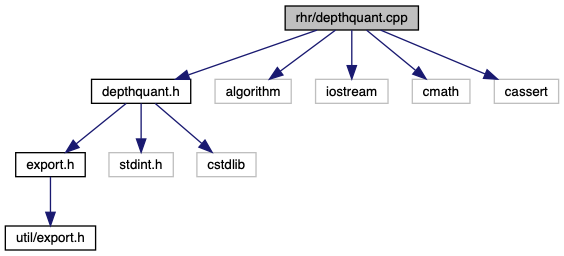 rhr/depthquant.cpp
depthquant.h
algorithm
iostream
cmath
cassert
export.h
stdint.h
cstdlib
util/export.h